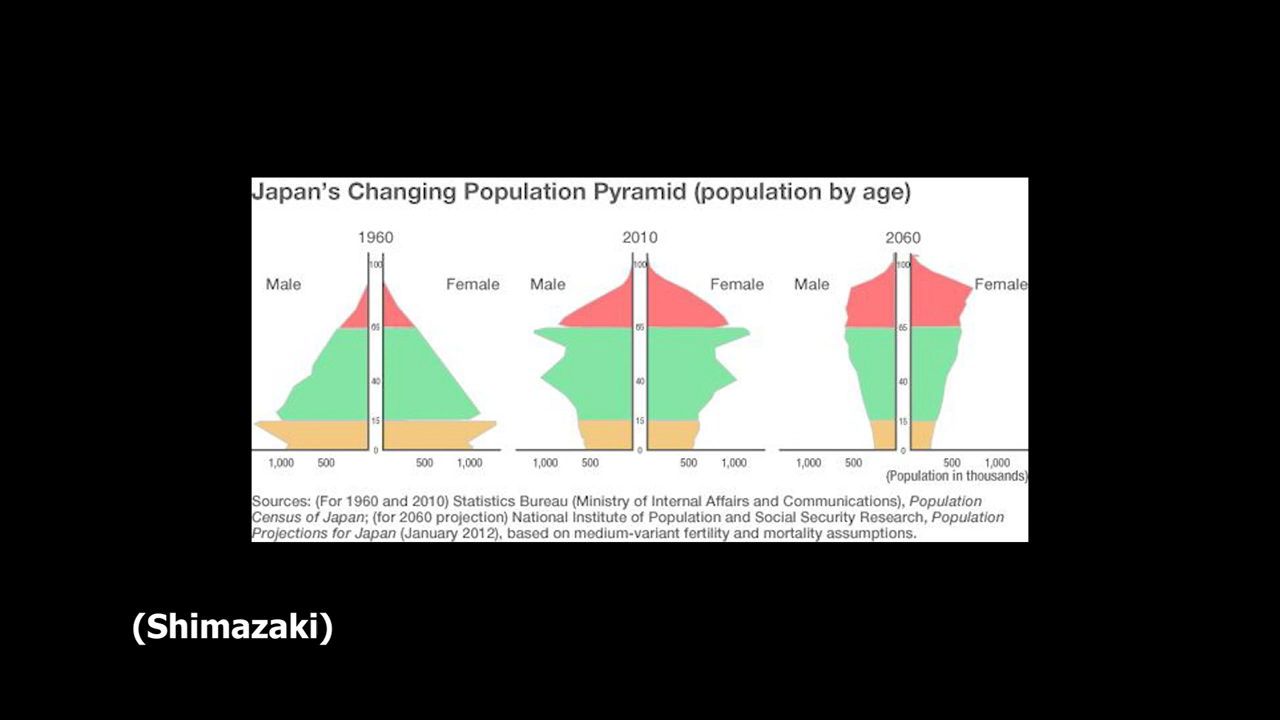 Japan's Changing Population Pyramid (population by age)
1960
2010
2060
Male
Female
Male
Female
Male
Female
100
65
40
15
0
100
65
40
15
0
100
65
40
15
0
1,000
500
500
1,000
1,000
500
500
1,000
1,000
500
500
1,000
(Population in thousands)
Sources: (For 1960 and 2010) Statistics Bureau (Ministry of Internal Affairs and Communications), Population
Census of Japan; (for 2060 projection) National Institute of Population and Social Security Research, Population
Projections for Japan (January 2012), based on medium-variant fertility and mortality assumptions.
(Shimazaki)